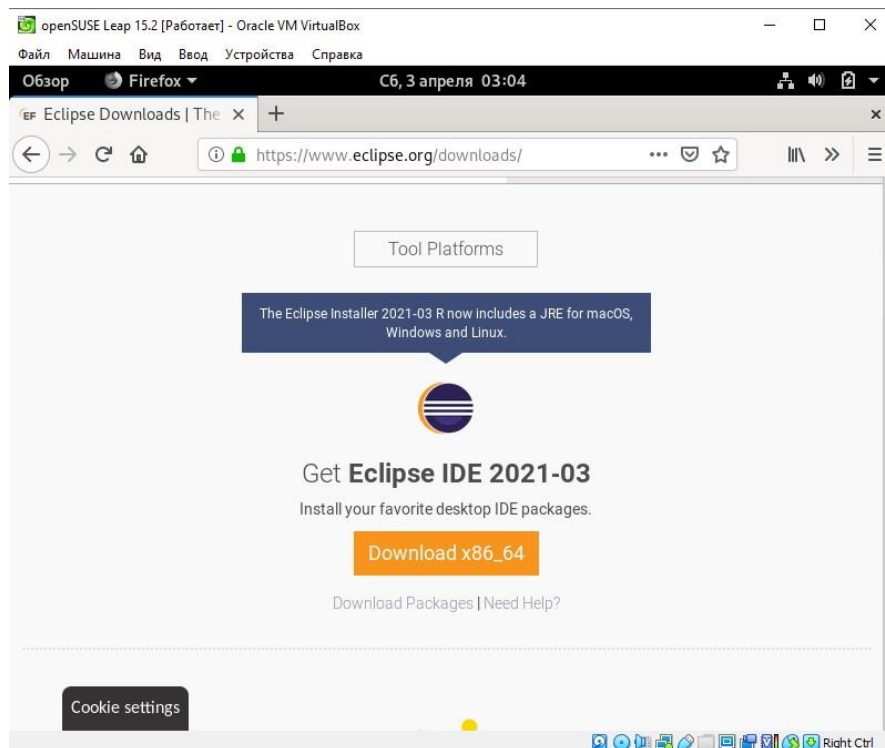 openSUSE Leap 15.2 [Работает] - Oracle VM VirtualBox
Файл Машина Вид Ввод Устройства Справка
Обзор Firefox Сб, 3 апреля 03:04
EF Eclipse Downloads | The
https://www.eclipse.org/downloads/
Tool Platforms
The Eclipse Installer 2021-03 R now includes a JRE for macOS,
Windows and Linux.
Get Eclipse IDE 2021-03
Install your favorite desktop IDE packages.
Download x86_64
Download Packages | Need Help?
Cookie settings
Right Ctrl